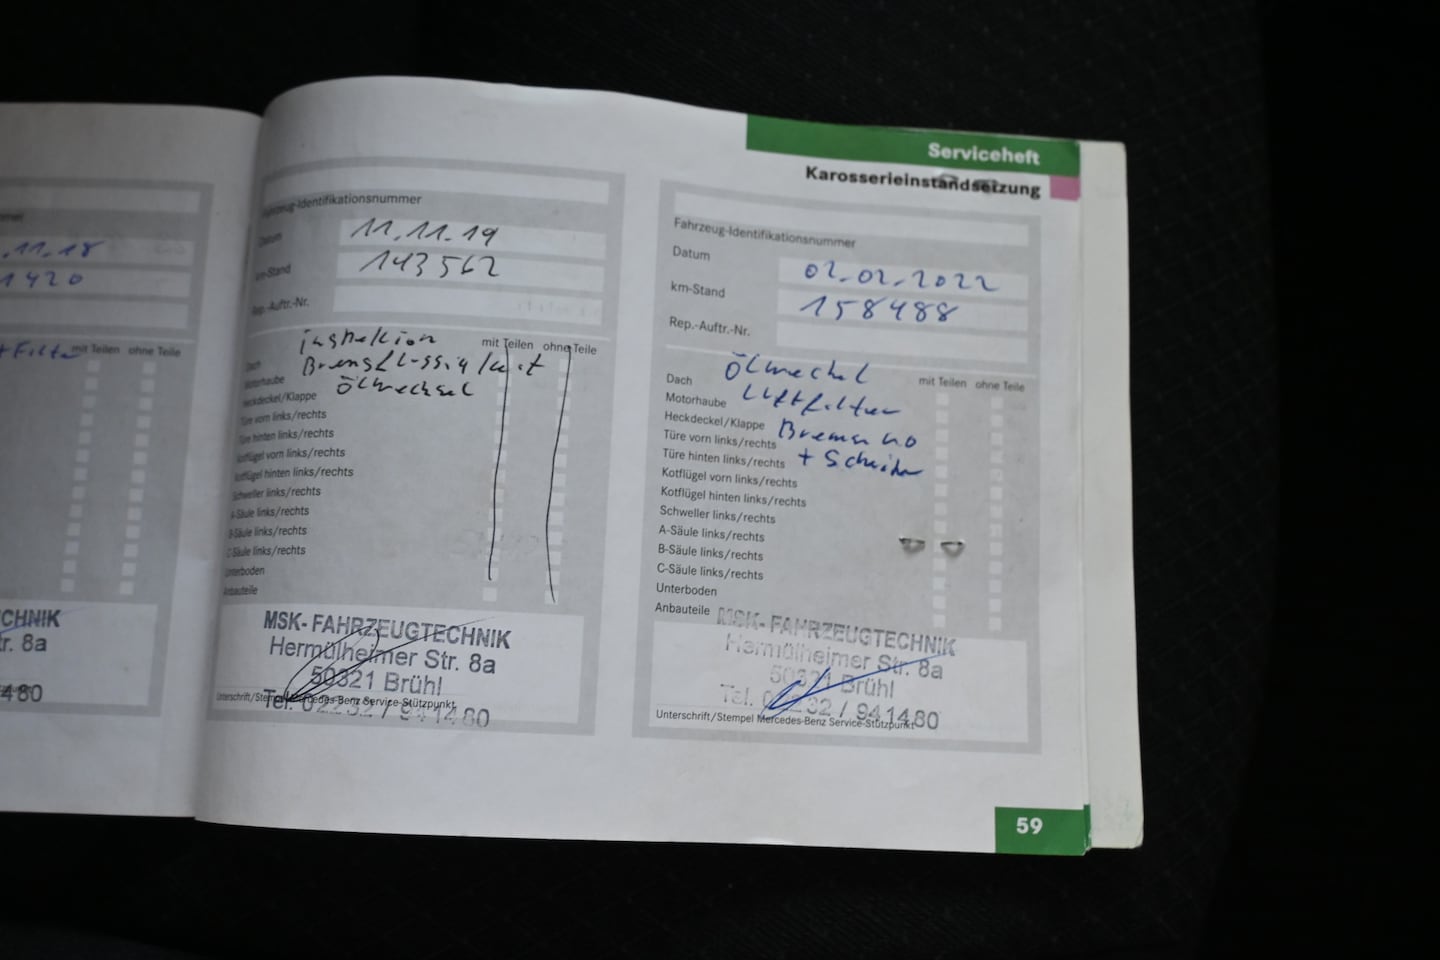 Serviceheft
Karosserieinstandsetzung
.11.18
1420
+ Filter mit Teilen ohne Teile
CHNIK
tr. 8a
480
Fahrzeug-Identifikationsnummer
Datum 11.11.19
km-Stand 143562
Rep.-Auftr.-Nr.
mit Teilen ohne Teile
Inspektion
Bremsflüssigkeit
Ölwechsel
Dach
Motorhaube
Heckdeckel/Klappe
Türe vorn links/rechts
Türe hinten links/rechts
Kotflügel vorn links/rechts
Kotflügel hinten links/rechts
Schweller links/rechts
A-Säule links/rechts
B-Säule links/rechts
C-Säule links/rechts
Unterboden
Anbauteile
MSK-FAHRZEUGTECHNIK
Hermülheimer Str. 8a
50321 Brühl
Tel. 02232 / 941480
Unterschrift/Stempel Mercedes-Benz Service-Stützpunkt
Fahrzeug-Identifikationsnummer
Datum 02.02.2022
km-Stand 158488
Rep.-Auftr.-Nr.
mit Teilen ohne Teile
Ölwechsel
Luftfilter
+ Scheiben
Dach
Motorhaube
Heckdeckel/Klappe
Türe vorn links/rechts
Türe hinten links/rechts
Kotflügel vorn links/rechts
Kotflügel hinten links/rechts
Schweller links/rechts
A-Säule links/rechts
B-Säule links/rechts
C-Säule links/rechts
Unterboden
Anbauteile
MSK-FAHRZEUGTECHNIK
Hermülheimer Str. 8a
50321 Brühl
Tel. 02232 / 941480
Unterschrift/Stempel Mercedes-Benz Service-Stützpunkt
59